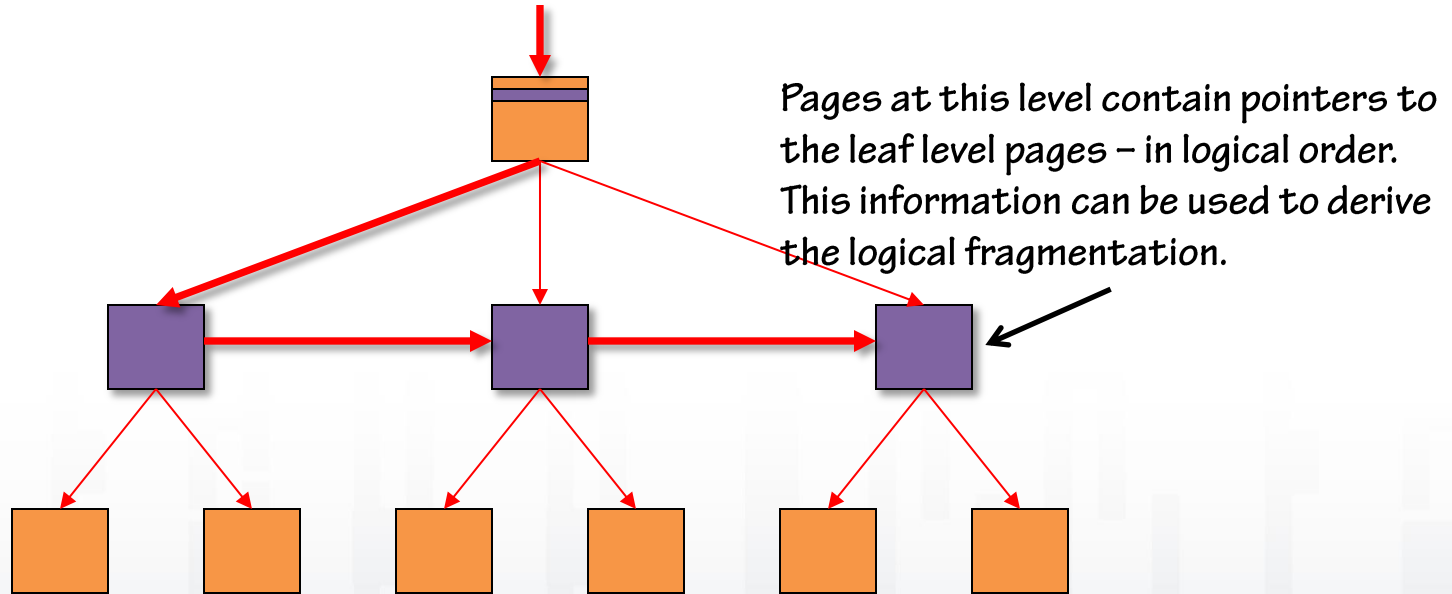 Pages at this level contain pointers to
the leaf level pages – in logical order.
This information can be used to derive
the logical fragmentation.